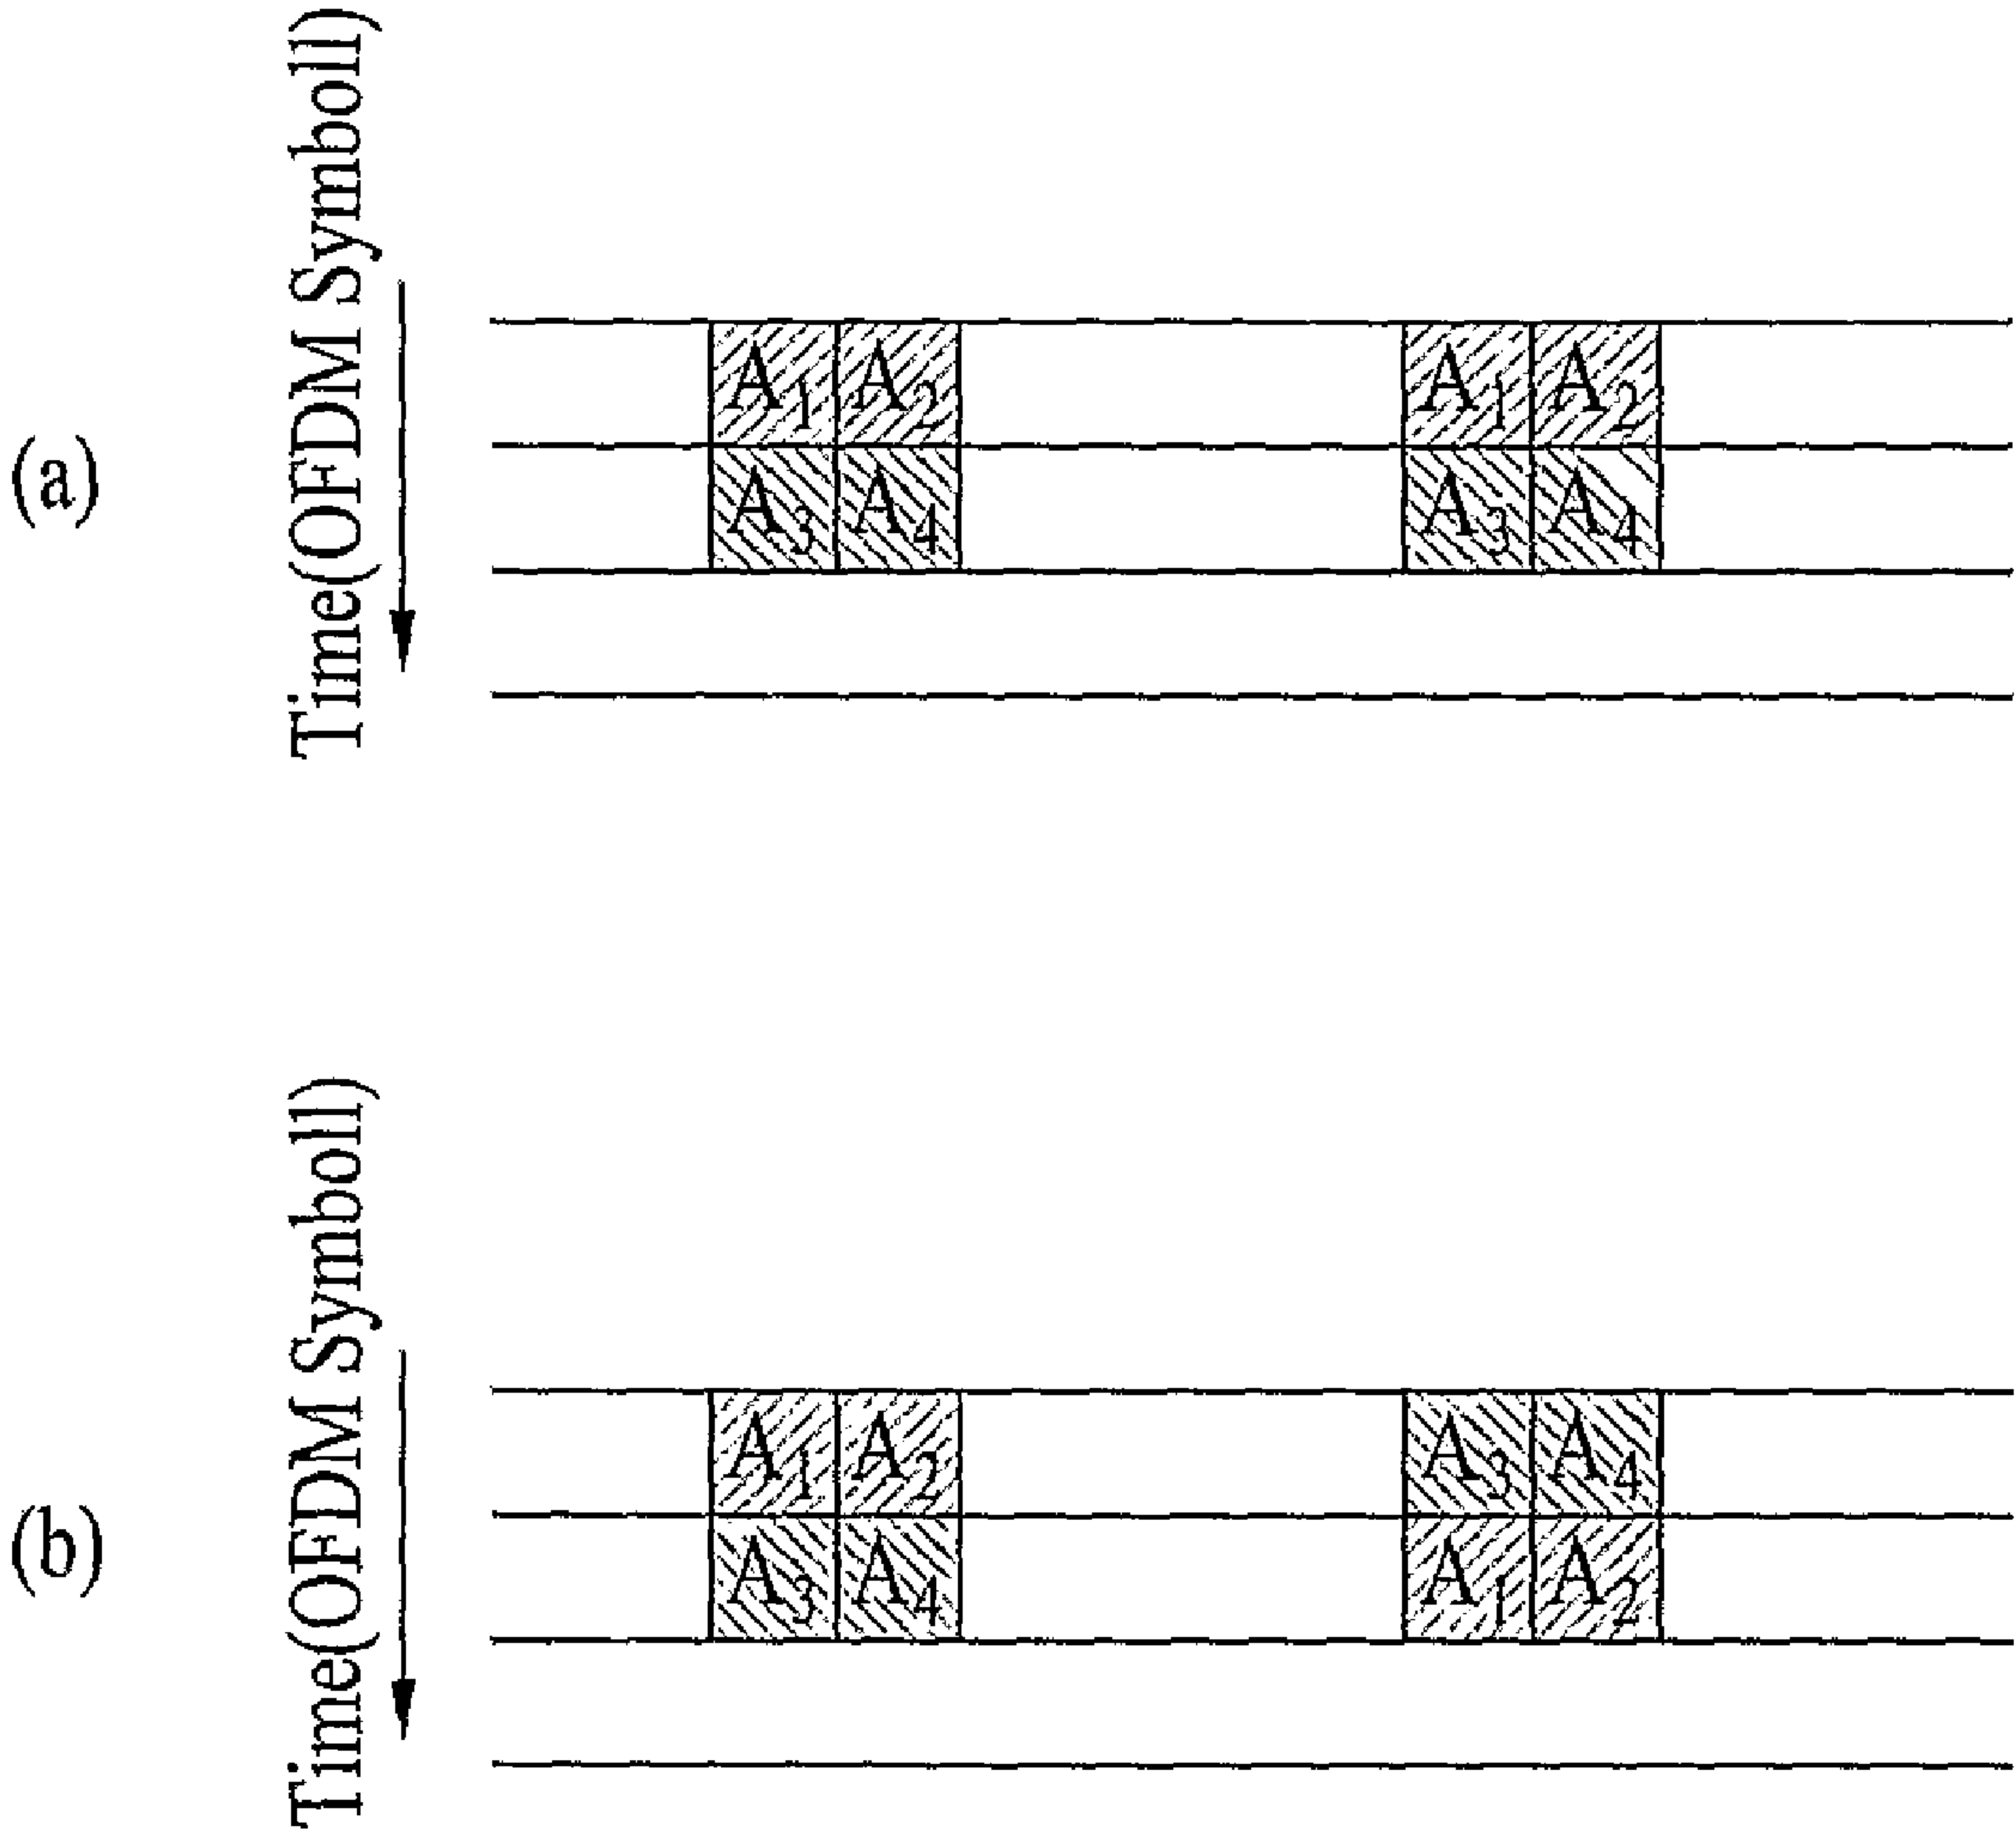 (a)
Time(OFDM Symboll)
A1 A2 A1 A2
A3 A4 A3 A4
(b)
Time(OFDM Symboll)
A1 A2 A3 A4
A3 A4 A1 A2